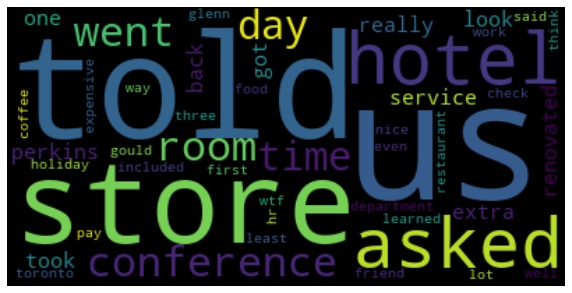 one glenn went day really look said
think
work
told us hotel
coffee expensive way back got
service check
three food
perkins gould room time nice even restaurant renovated
holiday included first
store
wtf hr department learned extra
asked
pay least
took conference friend lot well
toronto